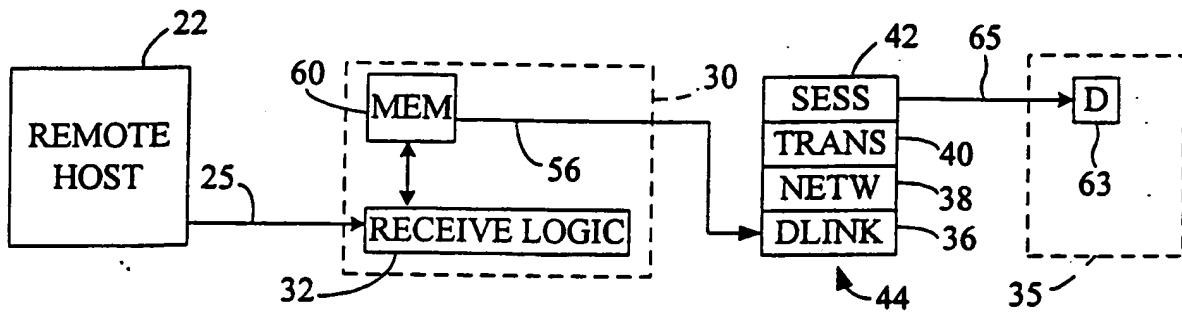 22
REMOTE
HOST
25
60
MEM
30
56
RECEIVE LOGIC
32
42
SESS
TRANS
NETW
DLINK
40
38
36
44
65
D
63
35